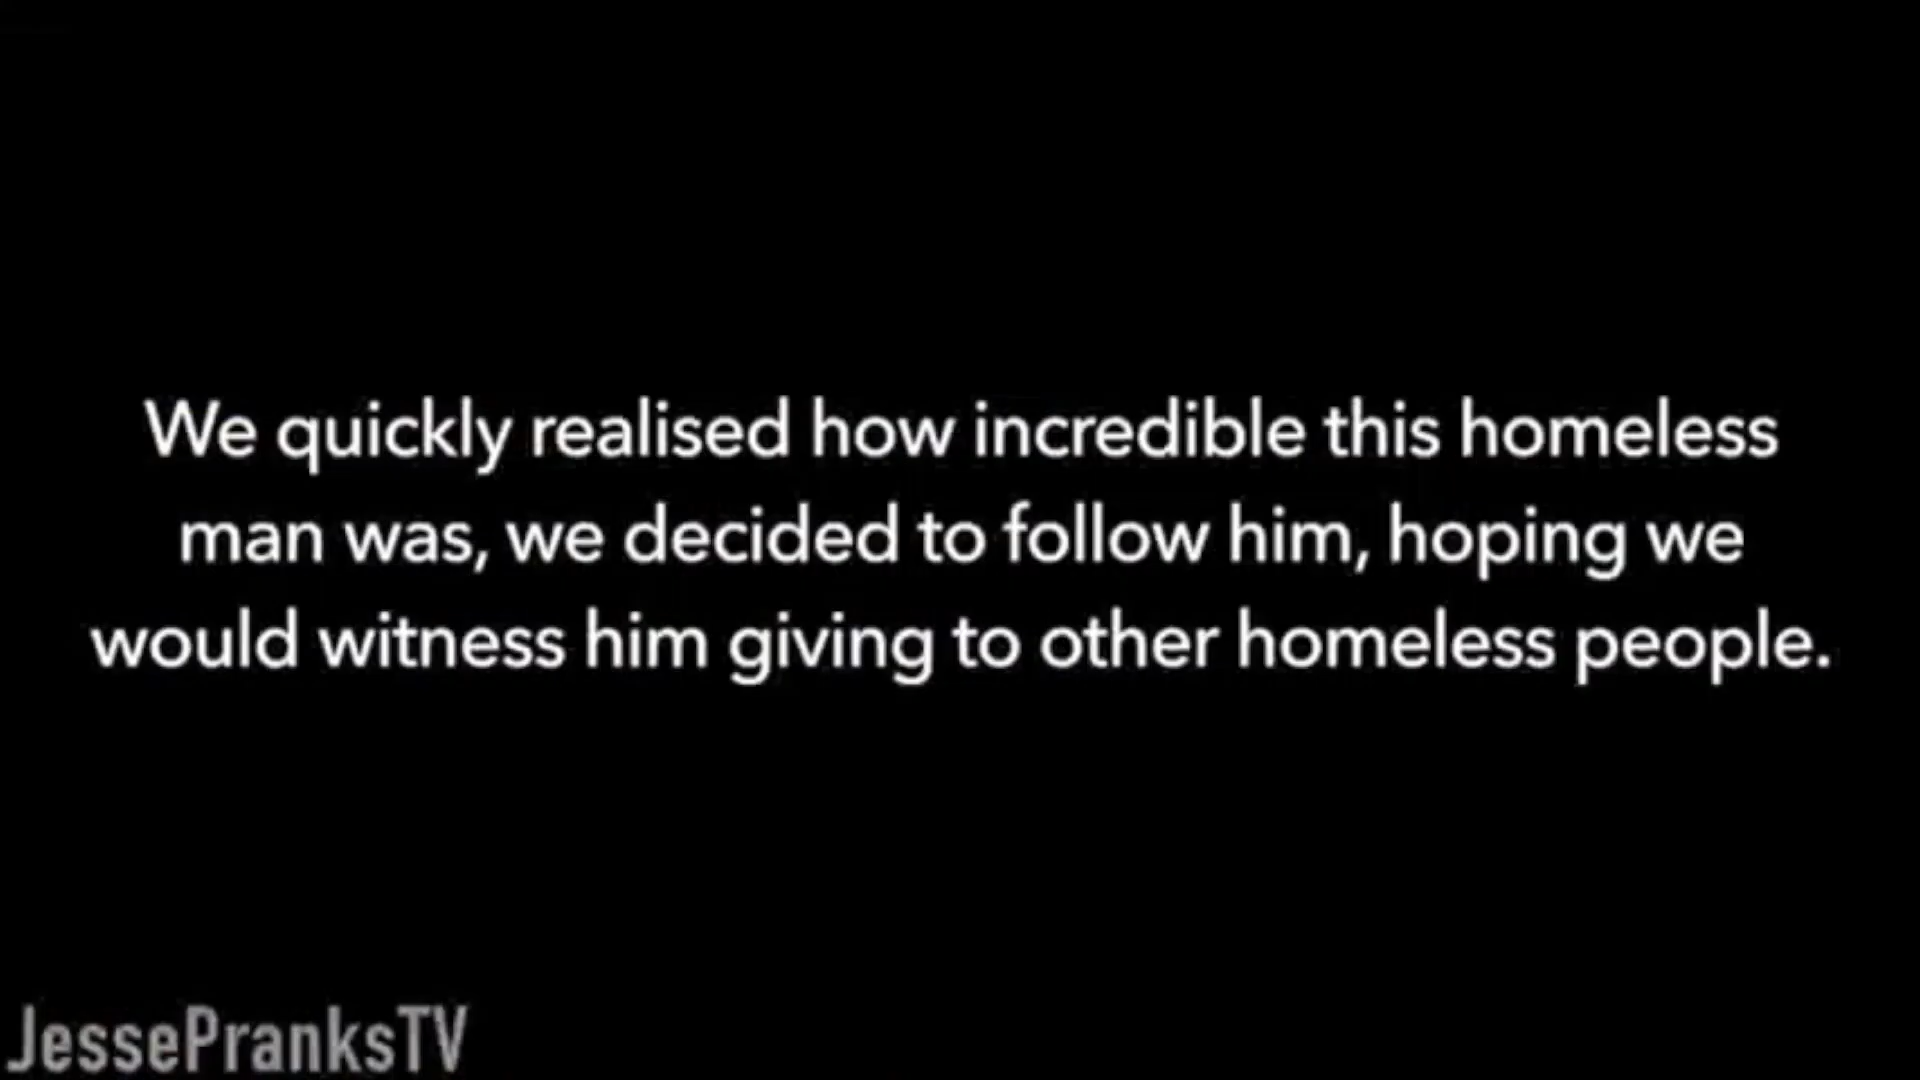 We quickly realised how incredible this homeless
man was, we decided to follow him, hoping we
would witness him giving to other homeless people.
JessePranksTV